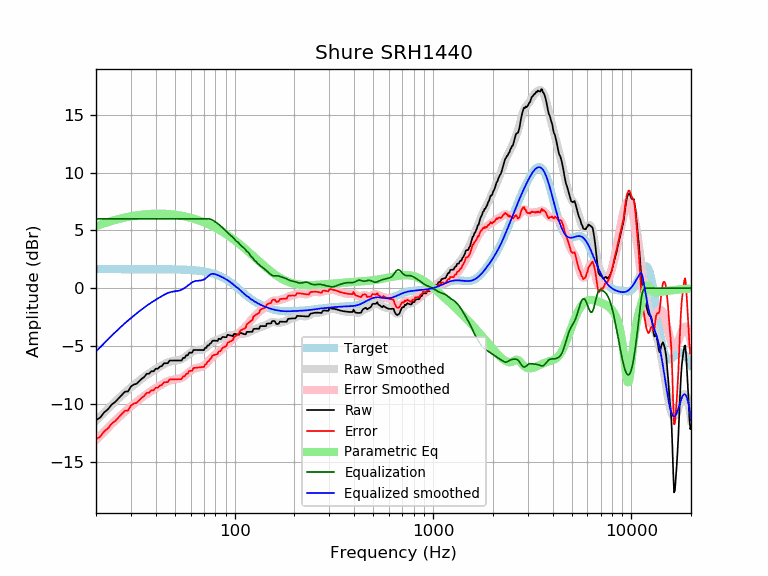 Shure SRH1440
Amplitude (dBr)
15
10
5
0
−5
−10
−15
100
1000
10000
Frequency (Hz)
Target
Raw Smoothed
Error Smoothed
Raw
Error
Parametric Eq
Equalization
Equalized smoothed